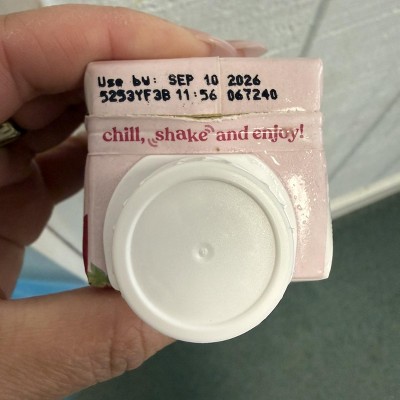 Use by: SEP 10 2026
5253YF3B 11:56 067240
chill, shake and enjoy!